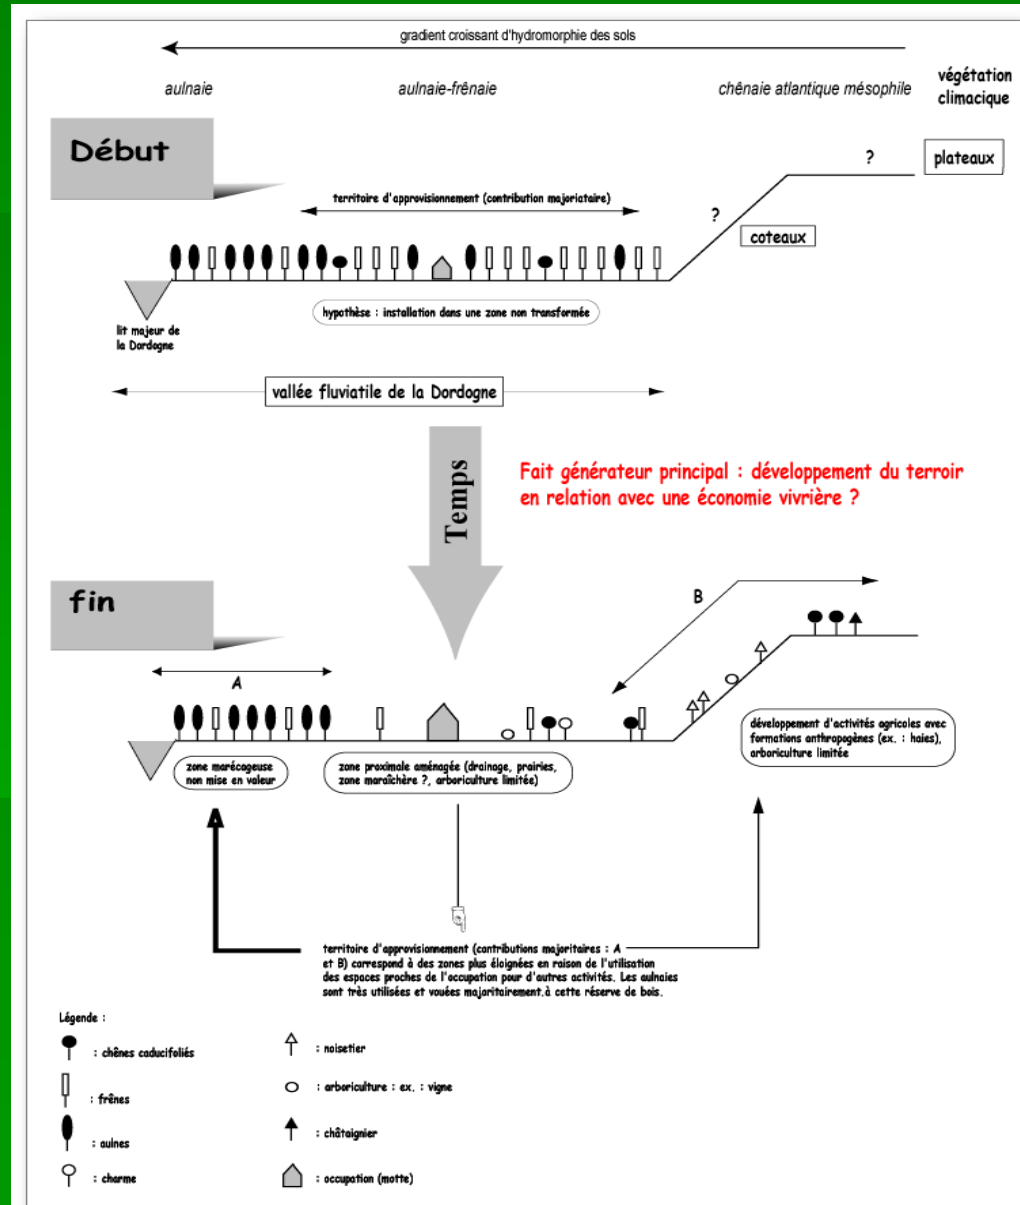 gradient croissant d'hydromorphie des sols
aulnaie
aulnaie-frênaie
chênaie atlantique mésophile
végétation
climacique
Début
?
plateaux
territoire d'approvisionnement (contribution majoriataire)
?
coteaux
hypothèse : installation dans une zone non transformée
lit majeur de
la Dordogne
vallée fluviatile de la Dordogne
Temps
Fait générateur principal : développement du terroir
en relation avec une économie vivrière ?
fin
B
A
zone marécageuse
non mise en valeur
zone proximale aménagée (drainage, prairies,
zone maraîchère ?, arboriculture limitée)
développement d'activités agricoles avec
formations anthropogènes (ex. : haies),
arboriculture limitée
territoire d'approvisionnement (contributions majoritaires : A
et B) correspond à des zones plus éloignées en raison de l'utilisation
des espaces proches de l'occupation pour d'autres activités. Les aulnaies
sont très utilisées et vouées majoritairement.à cette réserve de bois.
Légende :
: chênes caducifoliés
: noisetier
: frênes
: arboriculture : ex. : vigne
: aulnes
: châtaignier
: charme
: occupation (motte)